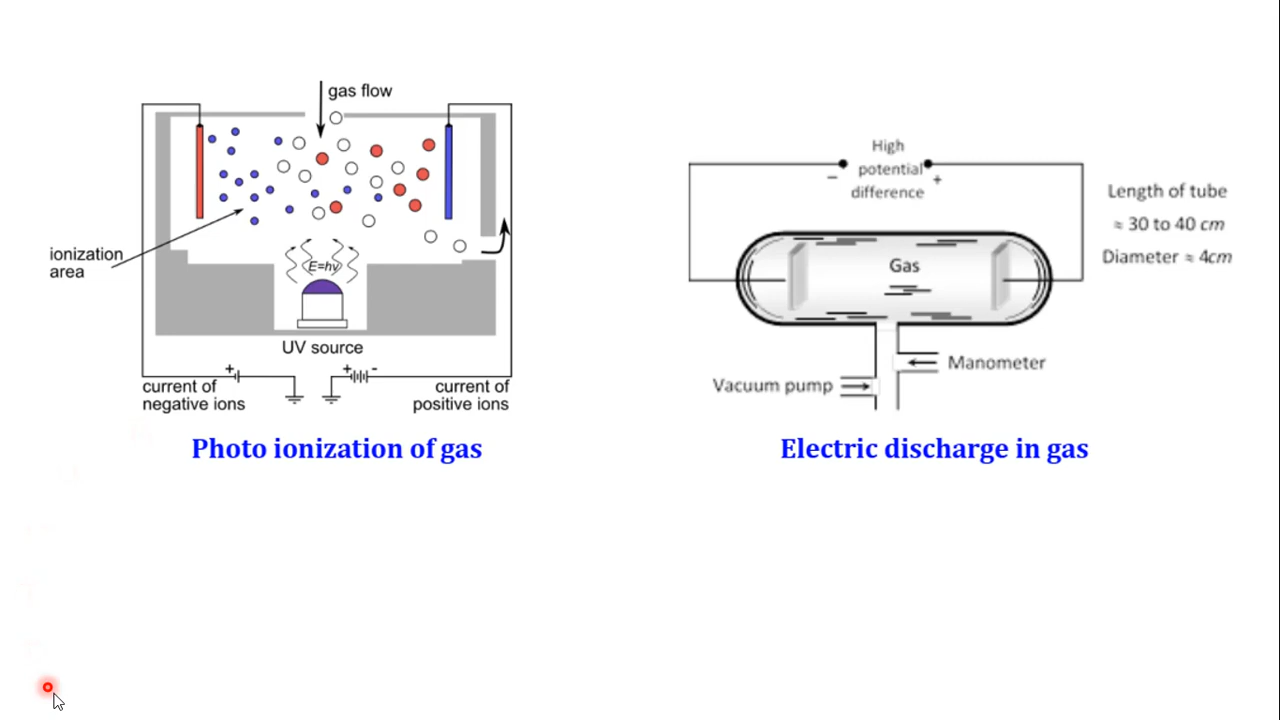 gas flow
ionization
area
E=hν
UV source
+
+
-
current of
negative ions
current of
positive ions
Photo ionization of gas
High
potential
difference
−
+
Length of tube
≈ 30 to 40 cm
Diameter ≈ 4cm
Gas
Manometer
Vacuum pump
Electric discharge in gas